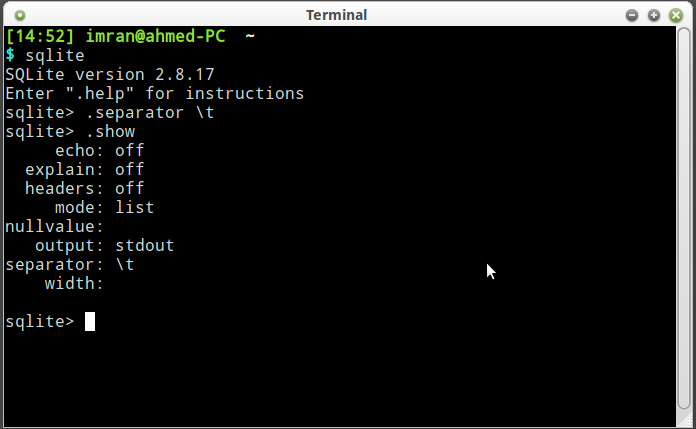 Terminal
[14:52] imran@ahmed-PC  ~
$ sqlite
SQLite version 2.8.17
Enter ".help" for instructions
sqlite> .separator \t
sqlite> .show
     echo: off
  explain: off
  headers: off
     mode: list
nullvalue:
   output: stdout
separator: \t
    width:
sqlite>